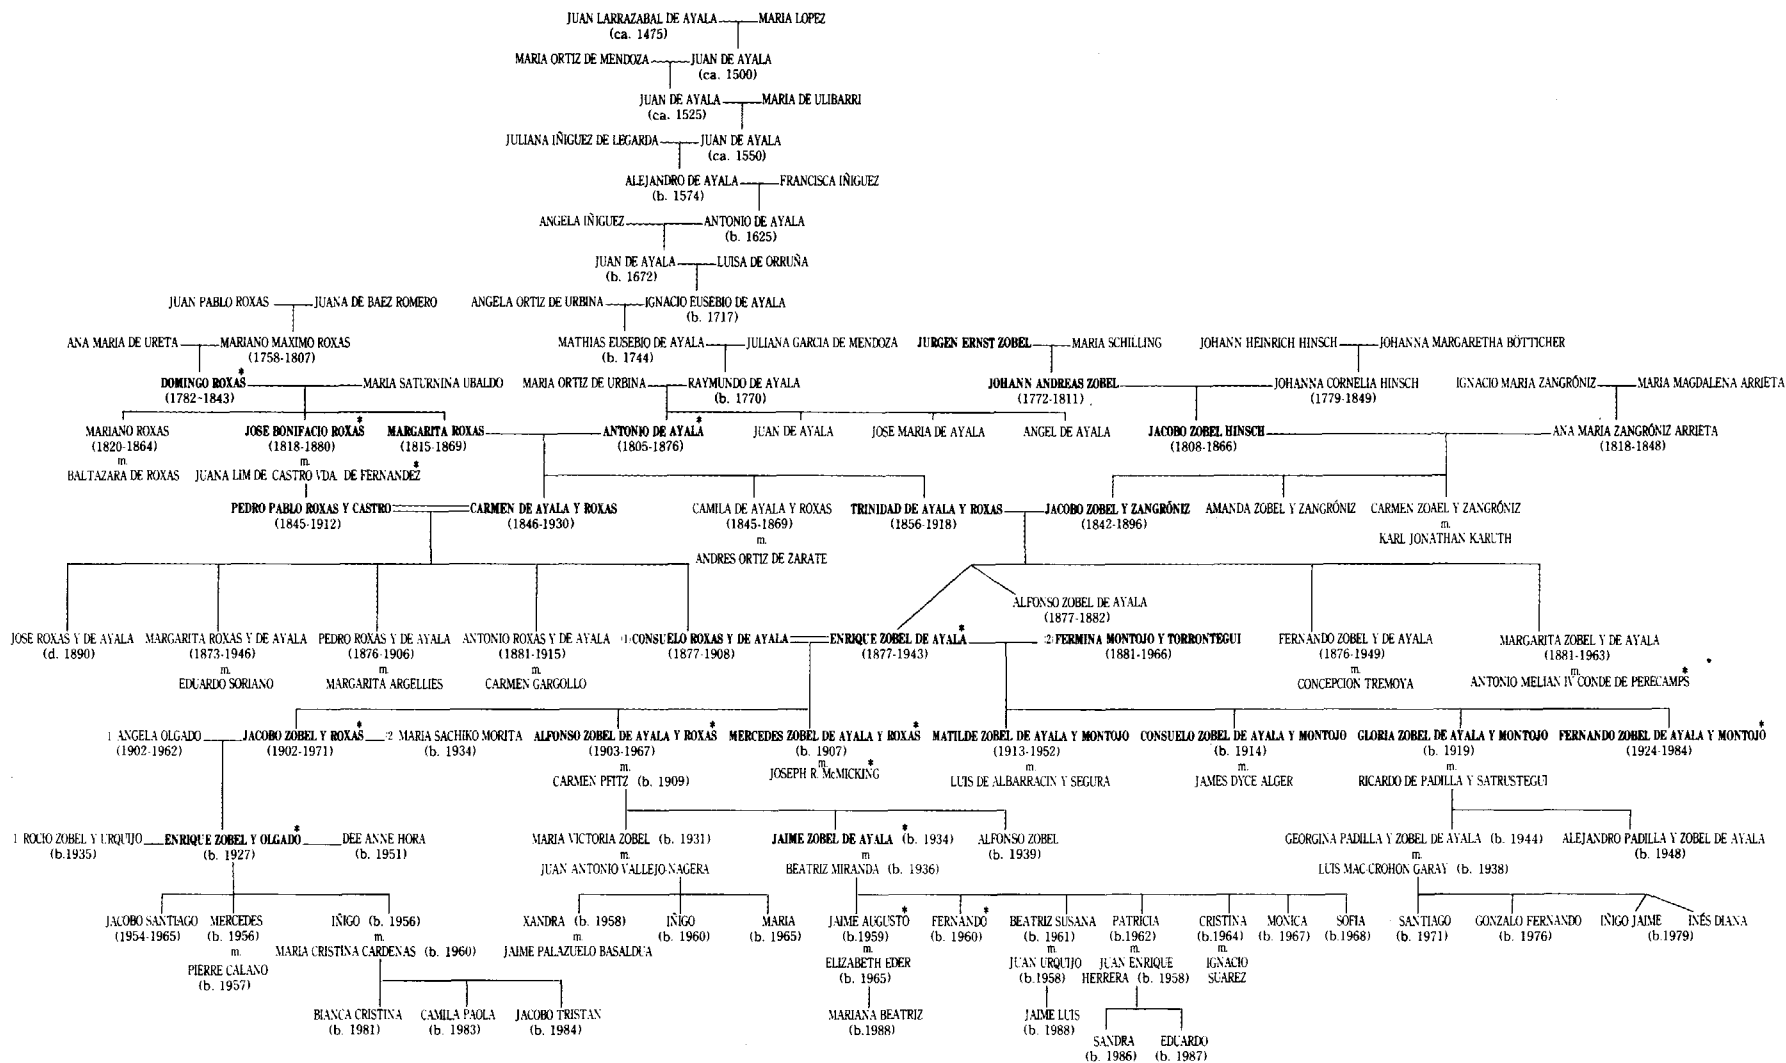 JUAN LARRAZABAL DE AYALA MARIA LOPEZ
(ca. 1475)
MARIA ORTIZ DE MENDOZA JUAN DE AYALA
(ca. 1500)
JUAN DE AYALA MARIA DE ULIBARRI
(ca. 1525)
JULIANA IÑIGUEZ DE LEGARDA JUAN DE AYALA
(ca. 1550)
ALEJANDRO DE AYALA FRANCISCA IÑIGUEZ
(b. 1574)
ANGELA IÑIGUEZ ANTONIO DE AYALA
(b. 1625)
JUAN DE AYALA LUISA DE ORRUÑA
(b. 1672)
JUAN PABLO ROXAS JUANA DE BAEZ ROMERO ANGELA ORTIZ DE URBINA IGNACIO EUSEBIO DE AYALA
(b. 1717)
ANA MARIA DE URETA MARIANO MAXIMO ROXAS MATHIAS EUSEBIO DE AYALA JULIANA GARCIA DE MENDOZA JURGEN ERNST ZOBEL MARIA SCHILLING JOHANN HEINRICH HINSCH JOHANNA MARGARETHA BÖTTICHER
(1758-1807) (b. 1744)
DOMINGO ROXAS* MARIA SATURNINA UBALDO MARIA ORTIZ DE URBINA RAYMUNDO DE AYALA JOHANN ANDREAS ZOBEL JOHANNA CORNELIA HINSCH IGNACIO MARIA ZANGRÓNIZ MARIA MAGDALENA ARRIETA
(1782-1843) (b. 1770) (1772-1811) (1779-1849)
MARIANO ROXAS JOSE BONIFACIO ROXAS* MARGARITA ROXAS ANTONIO DE AYALA* JUAN DE AYALA JOSE MARIA DE AYALA ANGEL DE AYALA JACOBO ZOBEL HINSCH ANA MARIA ZANGRÓNIZ ARRIETA
(1820-1864) (1818-1880) (1815-1869) (1805-1876) (1808-1866) (1818-1848)
m. m.
BALTAZARA DE ROXAS JUANA LIM DE CASTRO VDA. DE FERNANDEZ*
PEDRO PABLO ROXAS Y CASTRO CARMEN DE AYALA Y ROXAS CAMILA DE AYALA Y ROXAS TRINIDAD DE AYALA Y ROXAS JACOBO ZOBEL Y ZANGRÓNIZ AMANDA ZOBEL Y ZANGRÓNIZ CARMEN ZOAEL Y ZANGRÓNIZ
(1845-1912) (1846-1930) (1845-1869) (1856-1918) (1842-1896)
m. m.
ANDRES ORTIZ DE ZARATE KARL JONATHAN KARUTH
ALFONSO ZOBEL DE AYALA
(1877-1882)
JOSE ROXAS Y DE AYALA MARGARITA ROXAS Y DE AYALA PEDRO ROXAS Y DE AYALA ANTONIO ROXAS Y DE AYALA (1) CONSUELO ROXAS Y DE AYALA ENRIQUE ZOBEL DE AYALA* (2) FERMINA MONTOJO Y TORRONTEGUI FERNANDO ZOBEL Y DE AYALA MARGARITA ZOBEL Y DE AYALA
(d. 1890) (1873-1946) (1876-1906) (1881-1915) (1877-1908) (1877-1943) (1881-1966) (1876-1949) (1881-1963)
m. m. m. m. m.
EDUARDO SORIANO MARGARITA ARGELLIES CARMEN GARGOLLO CONCEPCION TREMOYA ANTONIO MELIAN IV CONDE DE PERECAMPS*
1 ANGELA OLGADO JACOBO ZOBEL Y ROXAS* 2 MARIA SACHIKO MORITA ALFONSO ZOBEL DE AYALA Y ROXAS* MERCEDES ZOBEL DE AYALA Y ROXAS* MATILDE ZOBEL DE AYALA Y MONTOJO CONSUELO ZOBEL DE AYALA Y MONTOJO GLORIA ZOBEL DE AYALA Y MONTOJO FERNANDO ZOBEL DE AYALA Y MONTOJO*
(1902-1962) (1902-1971) (b. 1934) (1903-1967) (b. 1907) (1913-1952) (b. 1914) (b. 1919) (1924-1984)
m. m. m. m. m.
CARMEN PFITZ (b. 1909) JOSEPH R. McMICKING* LUIS DE ALBARRACIN Y SEGURA JAMES DYCE ALGER RICARDO DE PADILLA Y SATRUSTEGUI
1 ROCIO ZOBEL Y URQUIJO ENRIQUE ZOBEL Y OLGADO* DEE ANNE HORA MARIA VICTORIA ZOBEL (b. 1931) JAIME ZOBEL DE AYALA* (b. 1934) ALFONSO ZOBEL GEORGINA PADILLA Y ZOBEL DE AYALA (b. 1944) ALEJANDRO PADILLA Y ZOBEL DE AYALA
(b.1935) (b. 1927) (b. 1951) m. m. (b. 1939) m. (b. 1948)
JUAN ANTONIO VALLEJO-NAGERA BEATRIZ MIRANDA (b. 1936) LUIS MAC-CROHON GARAY (b. 1938)
JACOBO SANTIAGO MERCEDES IÑIGO (b. 1956) XANDRA (b. 1958) IÑIGO MARIA JAIME AUGUSTO* FERNANDO* BEATRIZ SUSANA PATRICIA CRISTINA MONICA SOFIA SANTIAGO GONZALO FERNANDO IÑIGO JAIME INÉS DIANA
(1954-1965) (b. 1956) m. m. (b. 1960) (b. 1965) (b.1959) (b. 1960) (b. 1961) (b.1962) (b.1964) (b. 1967) (b.1968) (b. 1971) (b. 1976) (b.1979)
m. MARIA CRISTINA CARDENAS (b. 1960) JAIME PALAZUELO BASALDUA m. m. m. m.
PIERRE CALANO ELIZABETH EDER JUAN URQUIJO JUAN ENRIQUE IGNACIO
(b. 1957) (b. 1965) (b.1958) HERRERA (b. 1958) SUAREZ
BIANCA CRISTINA CAMILA PAOLA JACOBO TRISTAN MARIANA BEATRIZ JAIME LUIS
(b. 1981) (b. 1983) (b. 1984) (b.1988) (b. 1988)
SANDRA EDUARDO
(b. 1986) (b. 1987)